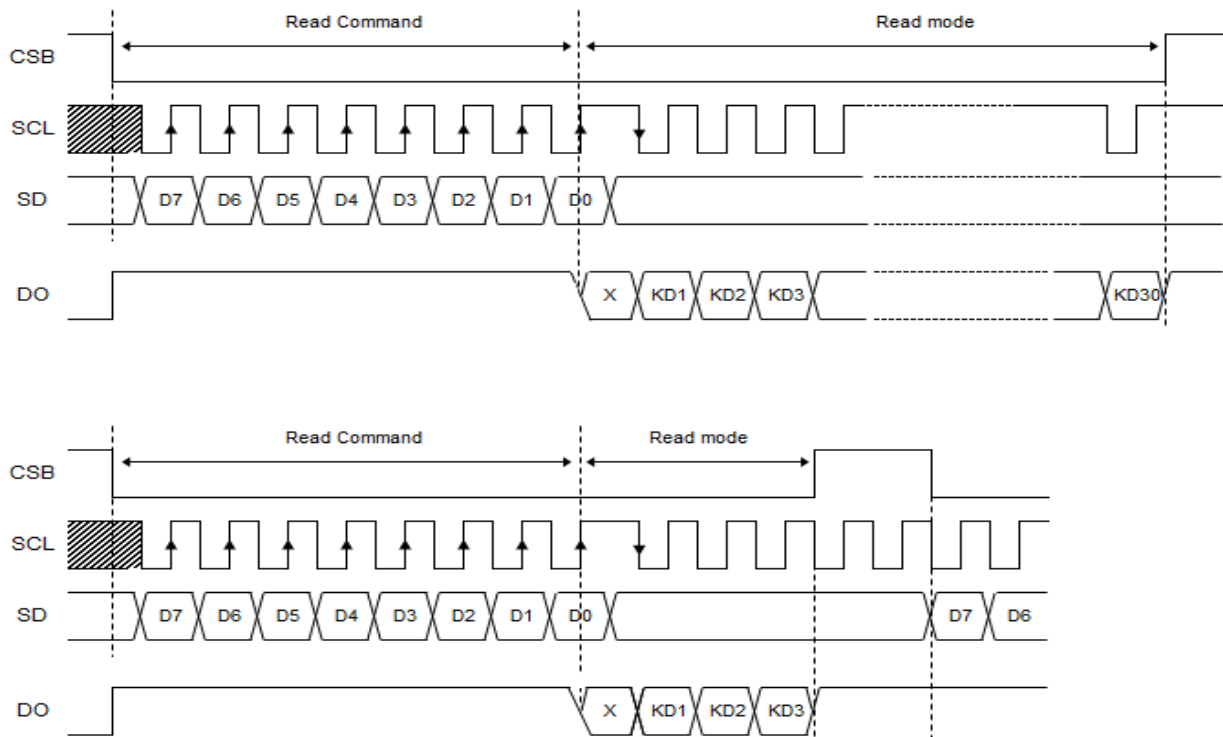 Read Command Read mode
CSB
SCL
SD D7 D6 D5 D4 D3 D2 D1 D0
DO X KD1 KD2 KD3 KD30
Read Command Read mode
CSB
SCL
SD D7 D6 D5 D4 D3 D2 D1 D0 D7 D6
DO X KD1 KD2 KD3